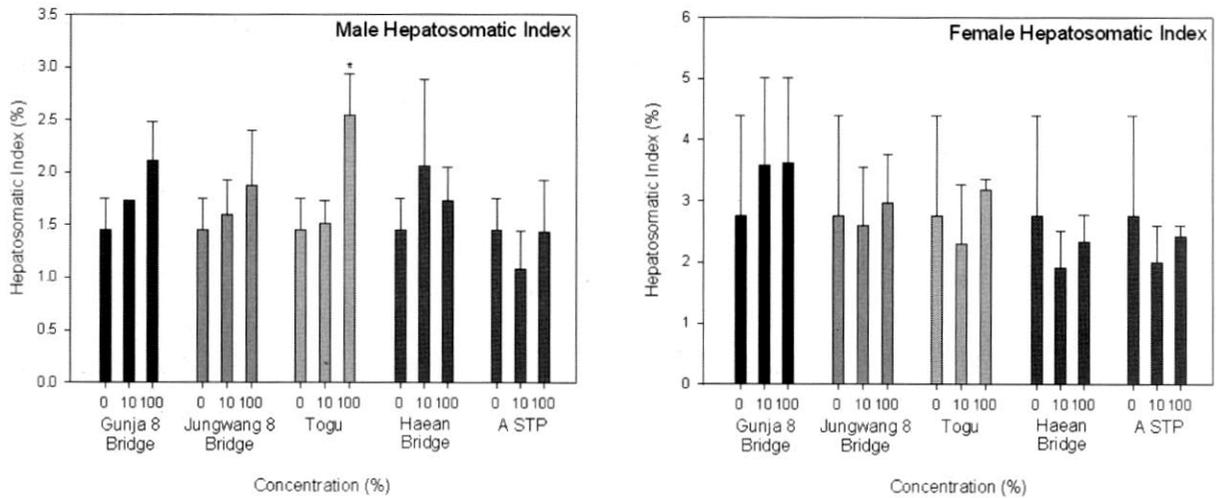 Male Hepatosomatic Index
Hepatosomatic Index (%)
3.5
3.0
2.5
2.0
1.5
1.0
0.5
0.0
*
0 10 100 0 10 100 0 10 100 0 10 100 0 10 100
Gunja 8 Jungwang 8 Togu Haean A STP
Bridge Bridge Bridge
Concentration (%)
Female Hepatosomatic Index
Hepatosomatic Index (%)
6
5
4
3
2
1
0
0 10 100 0 10 100 0 10 100 0 10 100 0 10 100
Gunja 8 Jungwang 8 Togu Haean A STP
Bridge Bridge Bridge
Concentration (%)